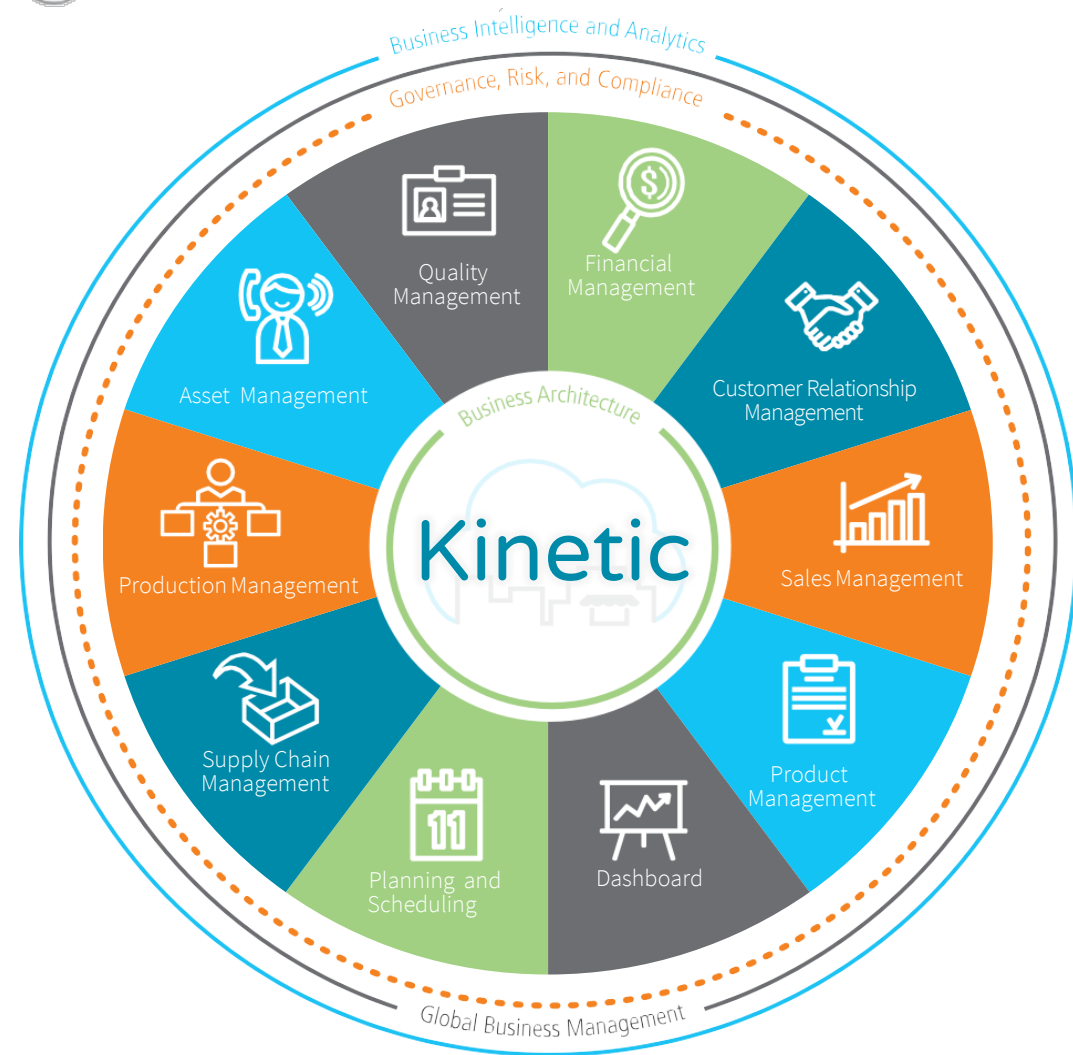 Business Intelligence and Analytics
Governance, Risk, and Compliance
Quality
Management
$
Financial
Management
Customer Relationship
Management
Asset Management
Business Architecture
Kinetic
Production Management
Sales Management
Supply Chain
Management
Product
Management
11
Planning and
Scheduling
Dashboard
Global Business Management